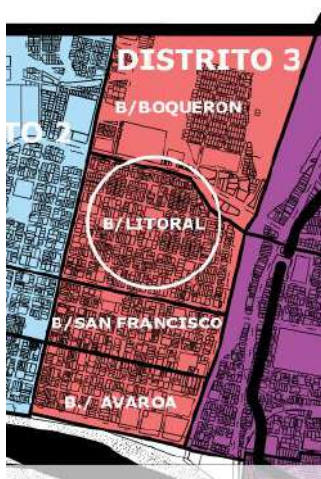 DISTRITO 3
B/BOQUERON
TO 2
B/LITORAL
B/SAN FRANCISCO
B./ AVAROA